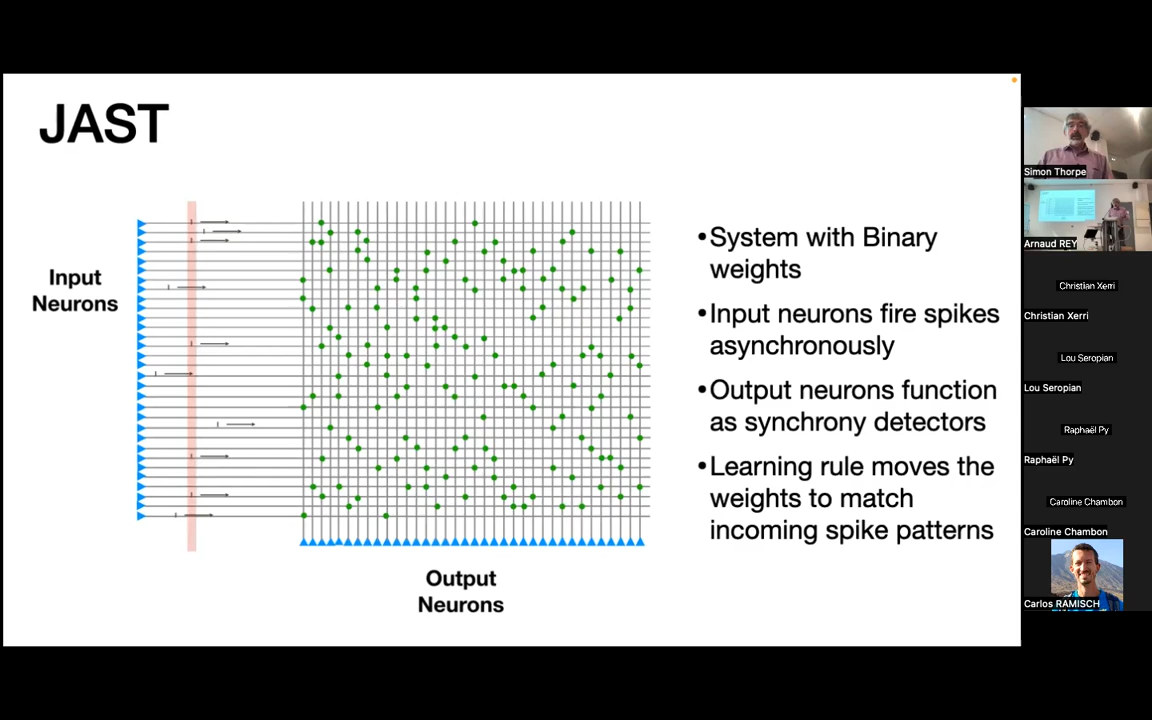 JAST
Input
Neurons
Output
Neurons
•System with Binary
weights
•Input neurons fire spikes
asynchronously
•Output neurons function
as synchrony detectors
•Learning rule moves the
weights to match
incoming spike patterns
Simon Thorpe
Arnaud REY
Christian Xerri
Christian Xerri
Lou Seropian
Lou Seropian
Raphaël Py
Raphaël Py
Caroline Chambon
Caroline Chambon
Carlos RAMISCH